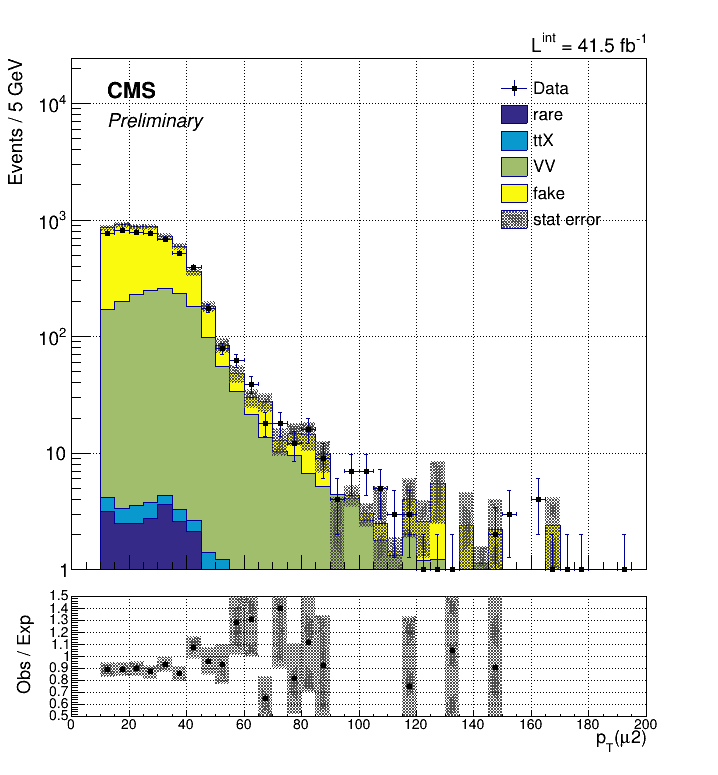 L^int = 41.5 fb^-1
Events / 5 GeV
CMS
Preliminary
Data
rare
ttX
VV
fake
stat error
10^4
10^3
10^2
10
1
Obs / Exp
1.5
1.4
1.3
1.2
1.1
1
0.9
0.8
0.7
0.6
0.5
0 20 40 60 80 100 120 140 160 180 200
p_T(μ2)